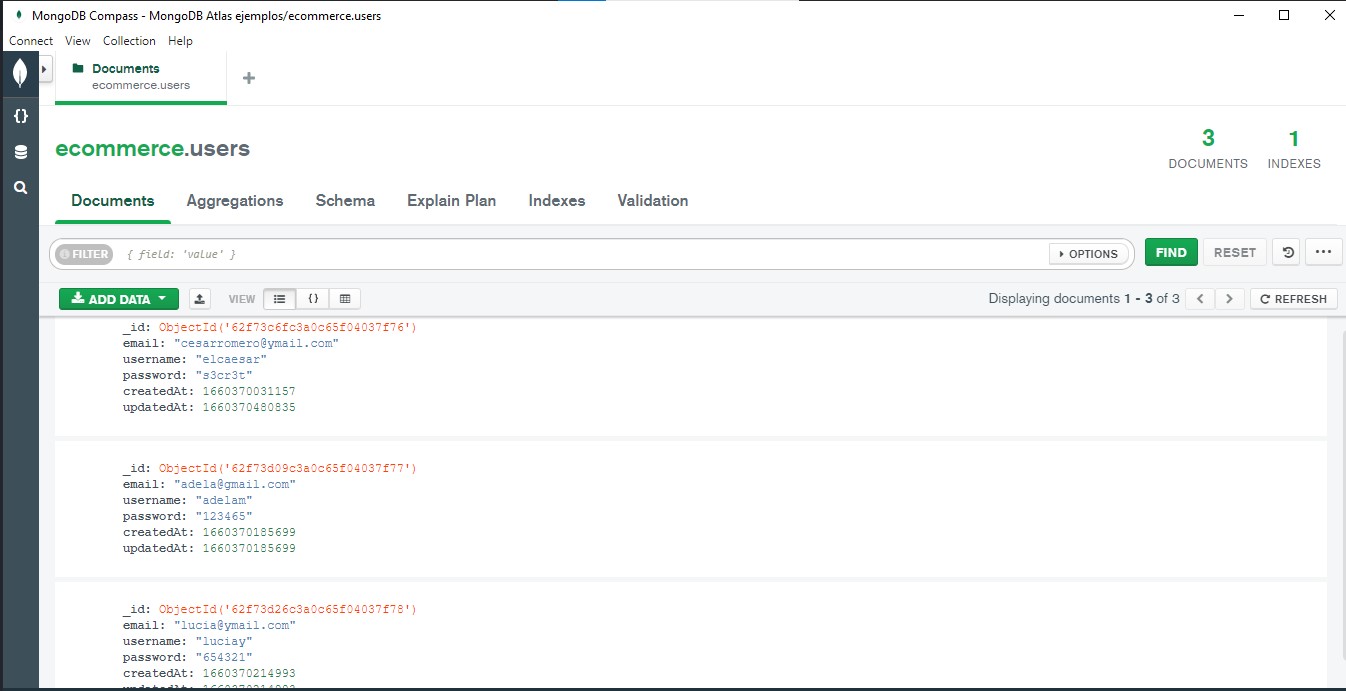 MongoDB Compass - MongoDB Atlas ejemplos/ecommerce.users
Connect View Collection Help
Documents
ecommerce.users
ecommerce.users
3
DOCUMENTS
1
INDEXES
Documents Aggregations Schema Explain Plan Indexes Validation
FILTER { field: 'value' } OPTIONS FIND RESET
ADD DATA VIEW {} Displaying documents 1 - 3 of 3 REFRESH
_id: ObjectId('62f73c6fc3a0c65f04037f76')
email: "cesarromero@ymail.com"
username: "elcaesar"
password: "s3cr3t"
createdAt: 1660370031157
updatedAt: 1660370480835
_id: ObjectId('62f73d09c3a0c65f04037f77')
email: "adela@gmail.com"
username: "adelam"
password: "123465"
createdAt: 1660370185699
updatedAt: 1660370185699
_id: ObjectId('62f73d26c3a0c65f04037f78')
email: "lucia@ymail.com"
username: "luciay"
password: "654321"
createdAt: 1660370214993